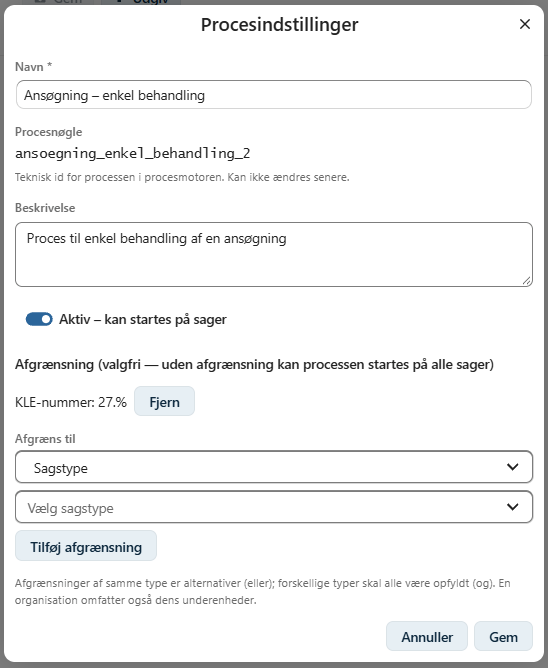 Procesindstillinger
Navn *
Ansøgning – enkel behandling
Procesnøgle
ansoegning_enkel_behandling_2
Teknisk id for processen i procesmotoren. Kan ikke ændres senere.
Beskrivelse
Proces til enkel behandling af en ansøgning
Aktiv – kan startes på sager
Afgrænsning (valgfri — uden afgrænsning kan processen startes på alle sager)
KLE-nummer: 27.% Fjern
Afgræns til
Sagstype
Vælg sagstype
Tilføj afgrænsning
Afgrænsninger af samme type er alternativer (eller); forskellige typer skal alle være opfyldt (og). En
organisation omfatter også dens underenheder.
Annuller Gem